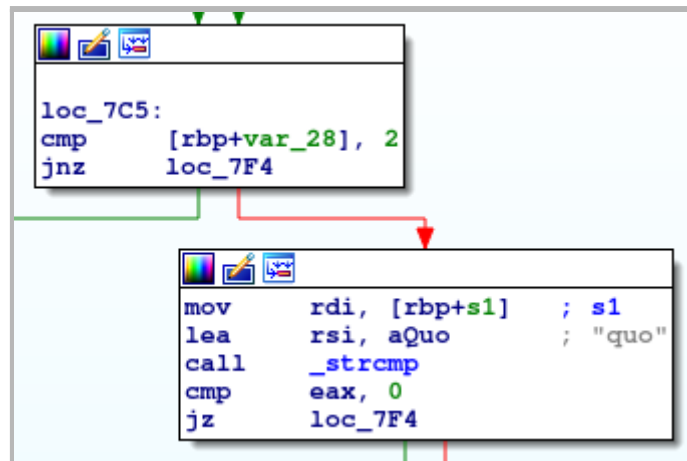 loc_7C5:
cmp [rbp+var_28], 2
jnz loc_7F4
mov rdi, [rbp+s1] ; s1
lea rsi, aQuo ; "quo"
call _strcmp
cmp eax, 0
jz loc_7F4